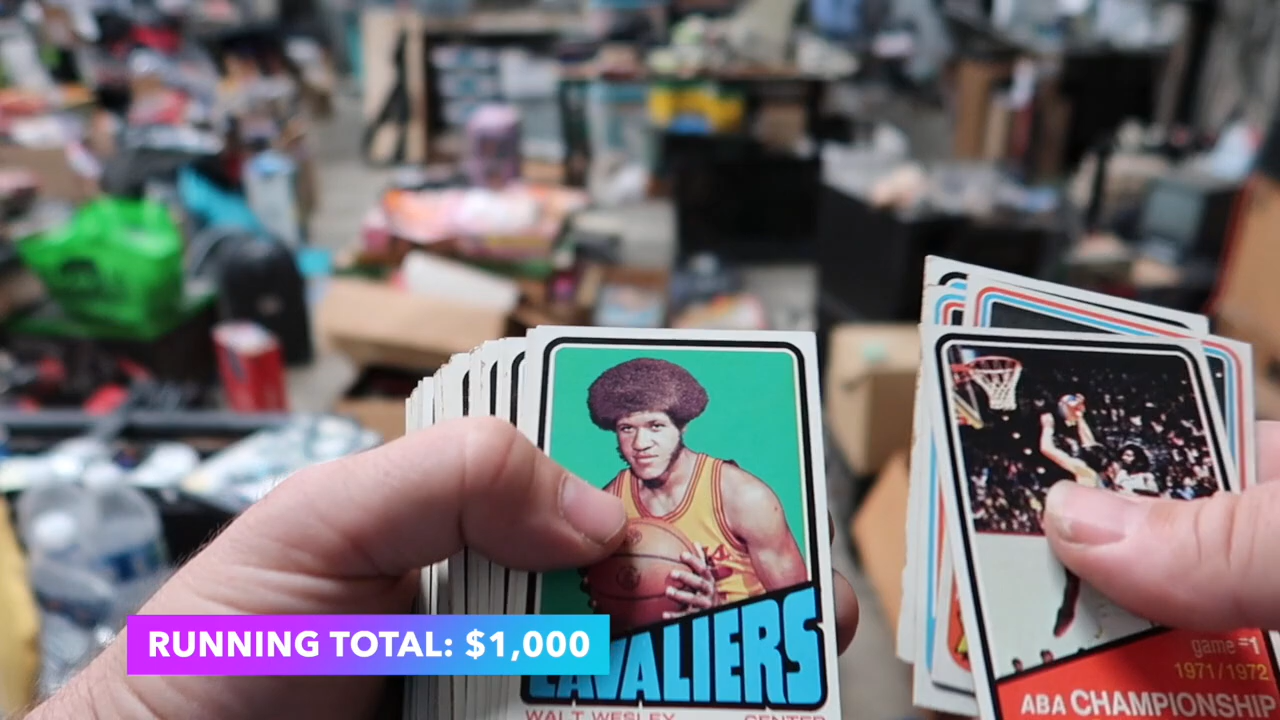 RUNNING TOTAL: $1,000
CAVALIERS
WALT WESLEY CENTER
game =1
1971/1972
ABA CHAMPIONSHIP